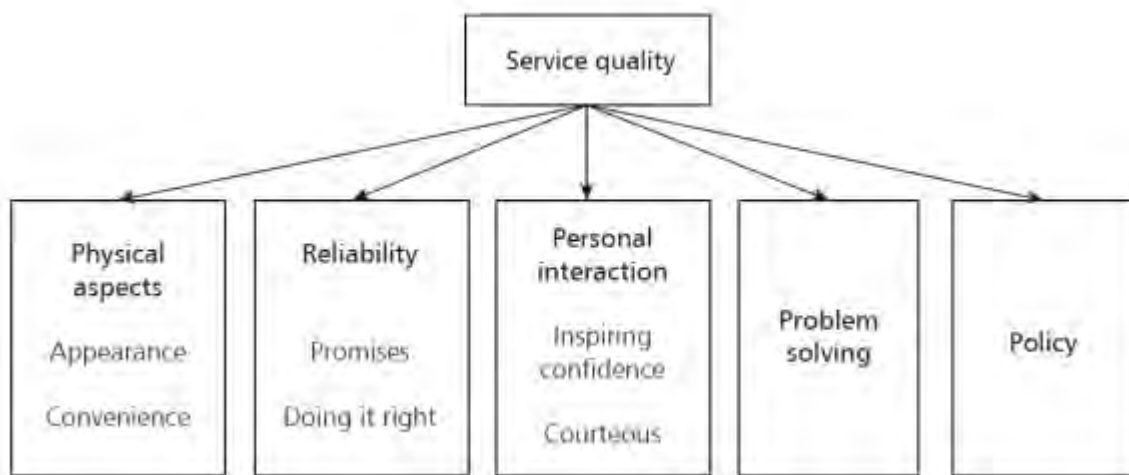 Service quality
Physical
aspects
Appearance
Convenience
Reliability
Promises
Doing it right
Personal
interaction
Inspiring
confidence
Courteous
Problem
solving
Policy